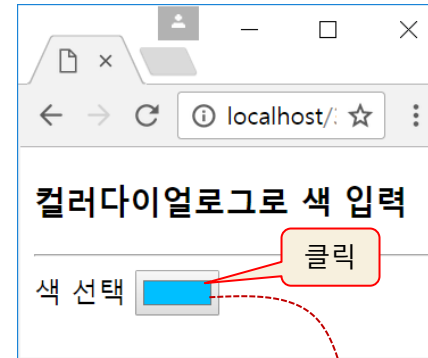 localhost/
컬러다이얼로그로 색 입력
클릭
색 선택